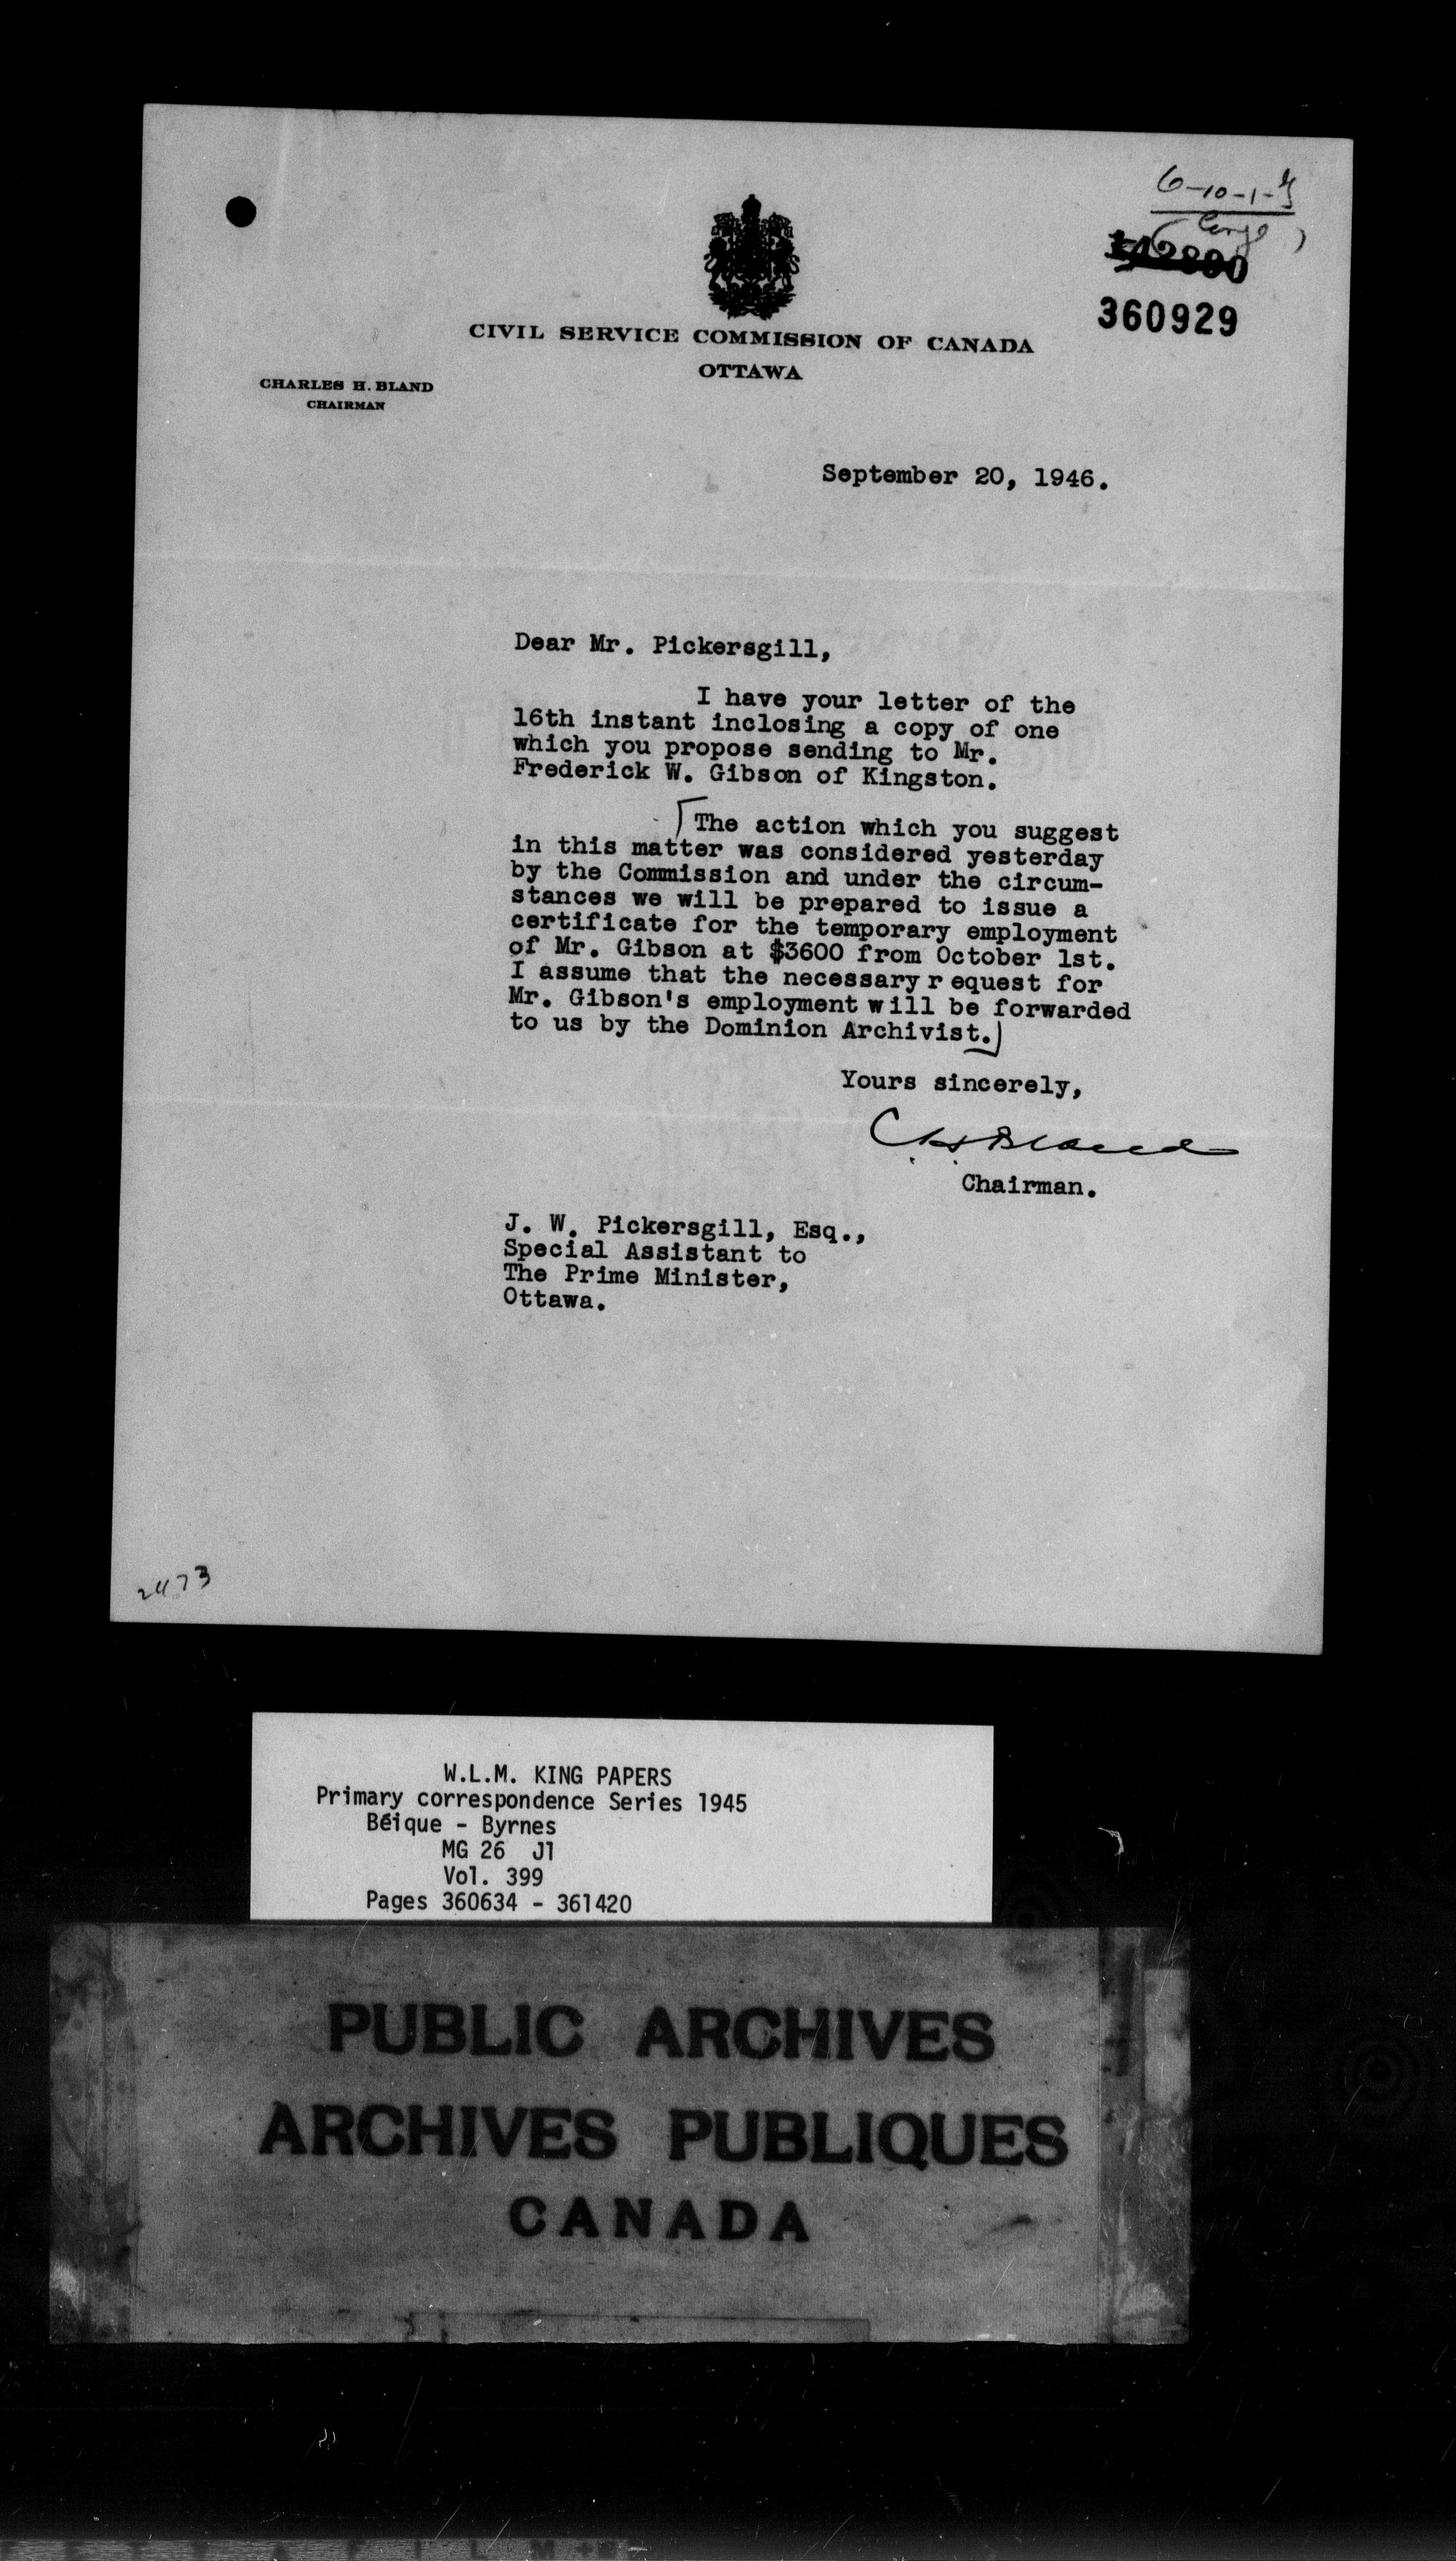 6-10-1-
142890
360929
CIVIL SERVICE COMMISSION OF CANADA
OTTAWA
CHARLES H. BLAND
CHAIRMAN
September 20, 1946.
Dear Mr. Pickersgill,
I have your letter of the
16th instant inclosing a copy of one
which you propose sending to Mr.
Frederick W. Gibson of Kingston.
The action which you suggest
in this matter was considered yesterday
by the Commission and under the circum-
stances we will be prepared to issue a
certificate for the temporary employment
of Mr. Gibson at $3600 from October 1st.
I assume that the necessary r equest for
Mr. Gibson's employment will be forwarded
to us by the Dominion Archivist.
Yours sincerely,
C.H. Bland
Chairman.
J. W. Pickersgill, Esq.,
Special Assistant to
The Prime Minister,
Ottawa.
2473
W.L.M. KING PAPERS
Primary correspondence Series 1945
Béique - Byrnes
MG 26 J1
Vol. 399
Pages 360634 - 361420
PUBLIC ARCHIVES
ARCHIVES PUBLIQUES
CANADA